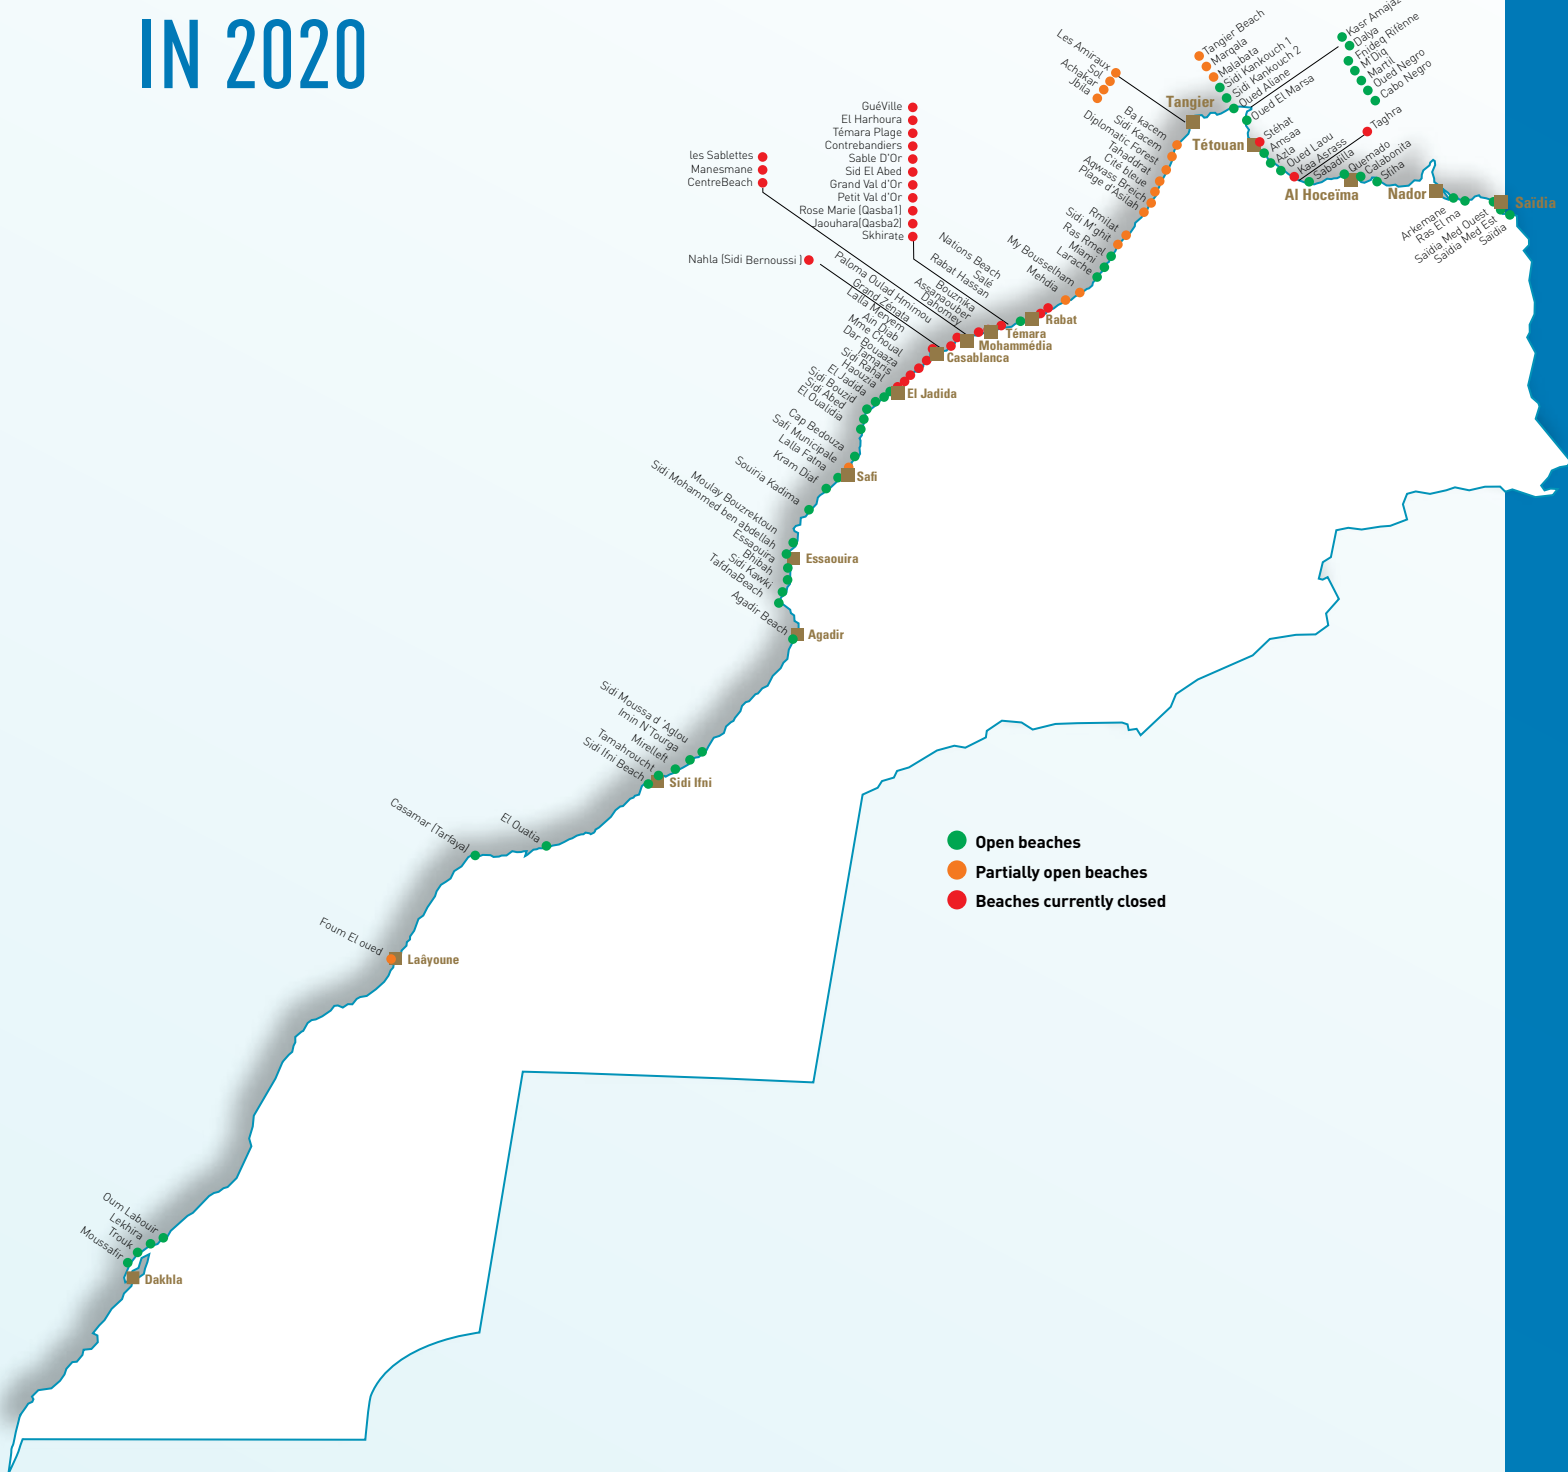 IN 2020
Kasr Amajaz
Dalya
Fnideq Rifènne
M'Diq
Martil
Oued Negro
Cabo Negro
Tangier Beach
Marqala
Malabata
Sidi Kankouch 1
Sidi Kankouch 2
Oued Aliane
Oued El Marsa
Les Amiraux
Sol
Achakar
Jbila
Tangier
Tétouan
Stéhat
Amsaa
Azla
Oued Laou
Kaa Asrass
Sabadilla
Taghra
Quemado
Calabonita
Sfiha
Al Hoceïma
Nador
Saïdia
Arkemane
Ras El ma
Saïdia Med Ouest
Saïdia Med Est
Saïdia
Ba kacem
Sidi Kacem
Diplomatic Forest
Tahaddrat
Cité bleue
Aqwass Breich
Plage d'Asilah
Rmilat
Sidi M'ghit
Ras Rmel
Miami
Larache
My Bousselham
Mehdia
GuéVille
El Harhoura
Témara Plage
Contrebandiers
Sable D'Or
Sid El Abed
Grand Val d'Or
Petit Val d'Or
Rose Marie (Qasba1)
Jaouhara(Qasba2)
Skhirate
les Sablettes
Manesmane
CentreBeach
Nahla (Sidi Bernoussi )
Nations Beach
Salé
Rabat Hassan
Bouznika
Assanaouber
Dahomey
Paloma Oulad Hmimou
Grand Zénata
Lalla Meryem
Ain Diab
Mme Choual
Dar Bouaaza
Tamaris
Sidi Rahal
Haouzia
El Jadida
Sidi Bouzid
Sidi Abed
El Oualidia
Rabat
Témara
Mohammédia
Casablanca
El Jadida
Cap Bedouza
Safi Municipale
Lalla Fatna
Kram Diaf
Souiria Kadima
Safi
Moulay Bouzrektoun
Sidi Mohammed ben abdellah
Essaouira
Bhibah
Sidi Kawki
TafdnaBeach
Essaouira
Agadir Beach
Agadir
Sidi Moussa d 'Aglou
Imin N'Tourga
Mirelleft
Tamahroucht
Sidi Ifni Beach
Sidi Ifni
El Ouatia
Casamar (Tarfaya)
Open beaches
Partially open beaches
Beaches currently closed
Foum El oued
Laâyoune
Oum Labouir
Lekhira
Trouk
Moussafir
Dakhla